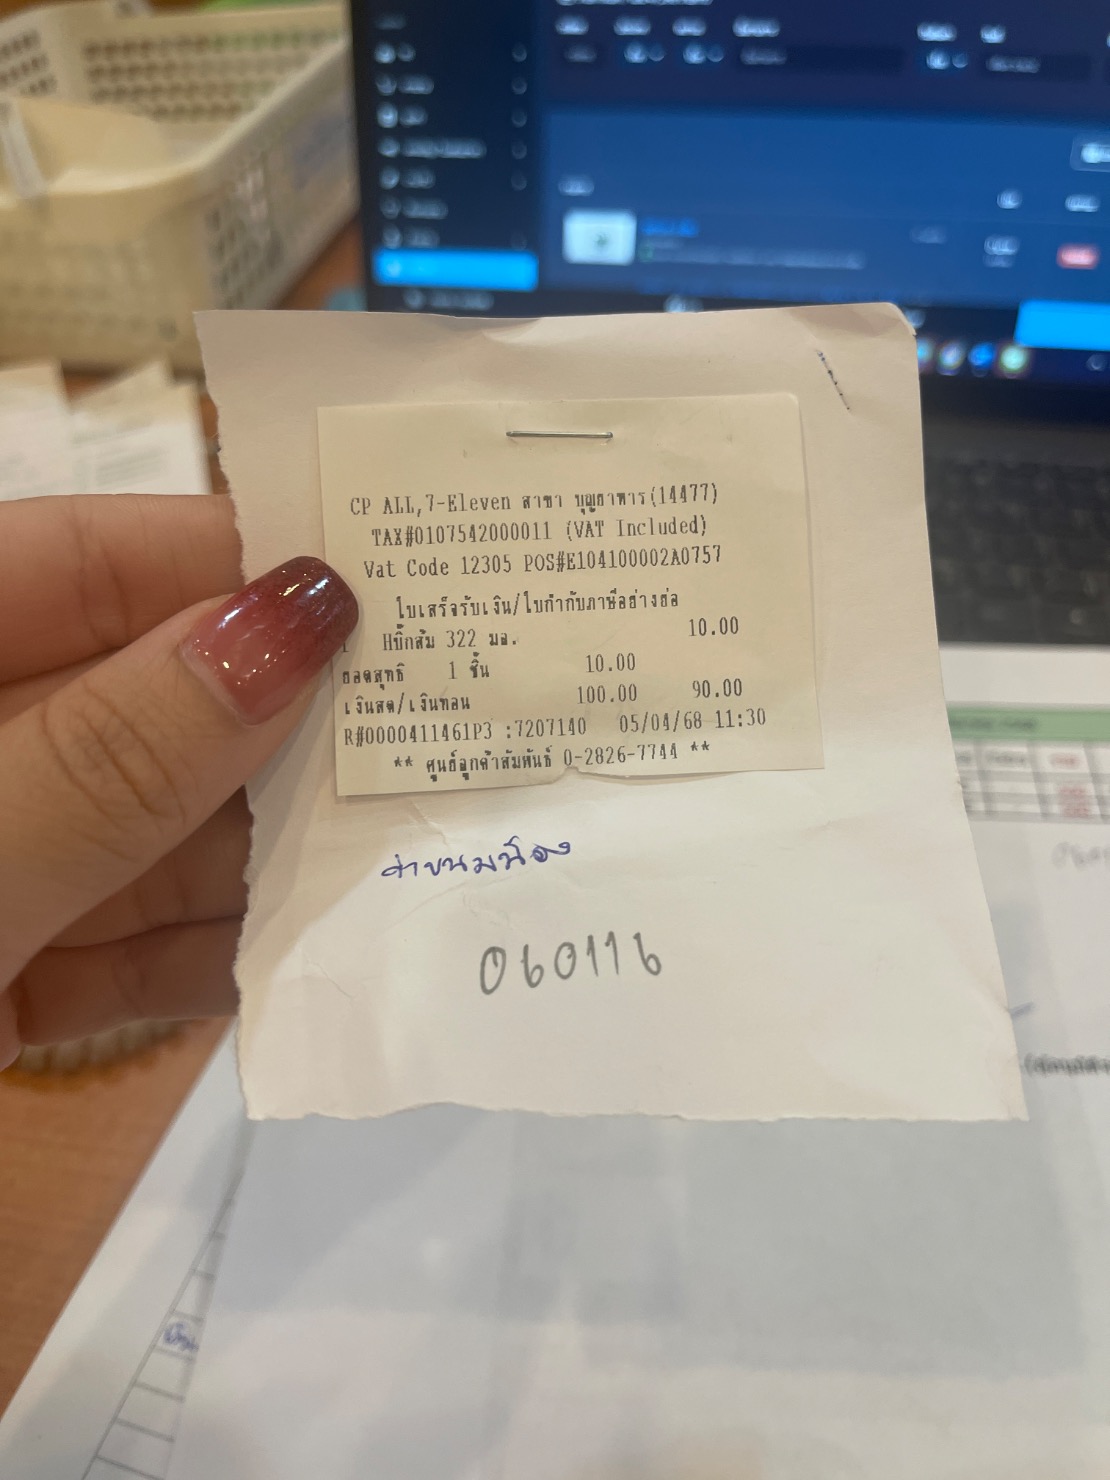 CP ALL,7-Eleven สาขา บุญยาหาร(14477)
TAX#0107542000011 (VAT Included)
Vat Code 12305 POS#E104100002A0757
ใบเสร็จรับเงิน/ใบกำกับภาษีอย่างย่อ
1 Hบิ๊กส้ม 322 มล. 10.00
ยอดสุทธิ 1 ชิ้น 10.00
เงินสด/เงินทอน 100.00 90.00
R#0000411461P3 :7207140 05/04/68 11:30
** ศูนย์ลูกค้าสัมพันธ์ 0-2826-7744 **
ค่าขนมน้อง
060116